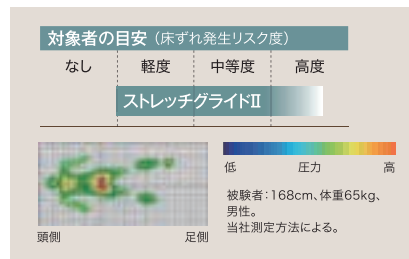 対象者の目安（床ずれ発生リスク度）
なし 軽度 中等度 高度
ストレッチグライドⅡ
低 圧力 高
被験者：168cm、体重65kg、
男性。
当社測定方法による。
頭側 足側